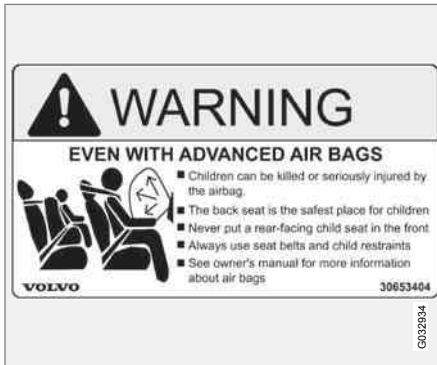 WARNING
EVEN WITH ADVANCED AIR BAGS
■ Children can be killed or seriously injured by
the airbag.
■ The back seat is the safest place for children
■ Never put a rear-facing child seat in the front
■ Always use seat belts and child restraints
■ See owner's manual for more information
about air bags
VOLVO
30653404
G032934